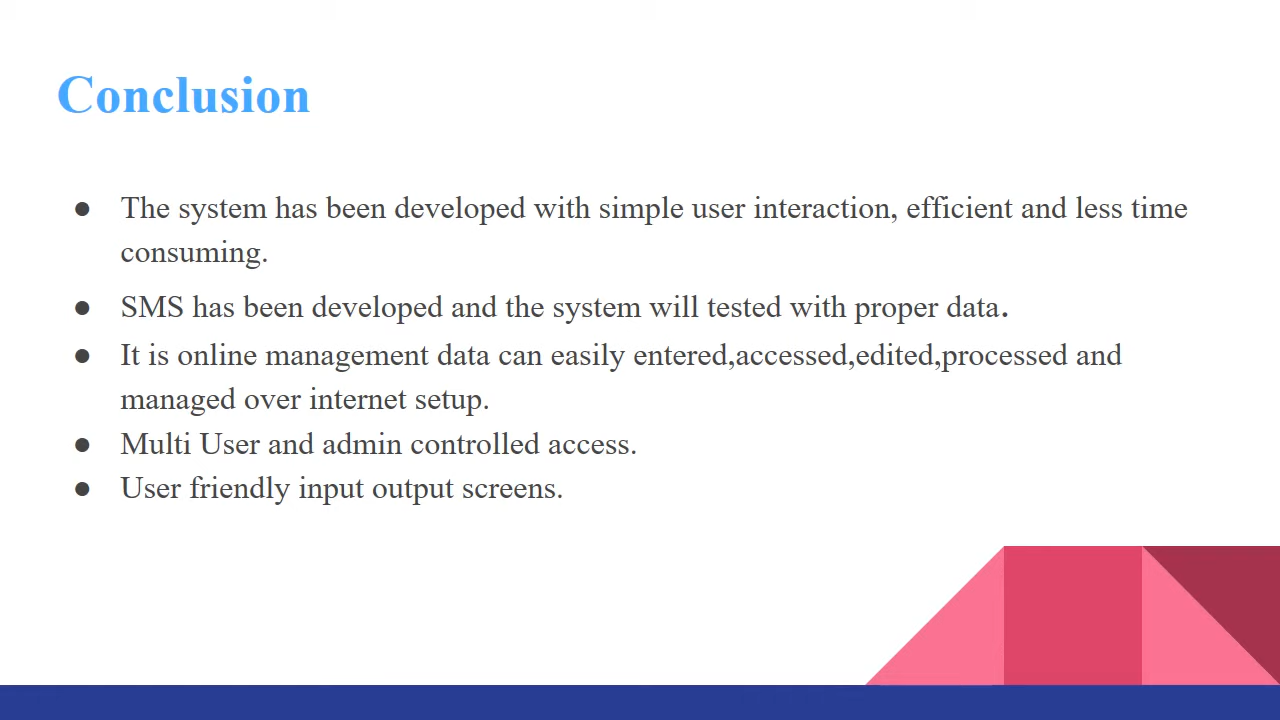 Conclusion
● The system has been developed with simple user interaction, efficient and less time
consuming.
● SMS has been developed and the system will tested with proper data.
● It is online management data can easily entered,accessed,edited,processed and
managed over internet setup.
● Multi User and admin controlled access.
● User friendly input output screens.